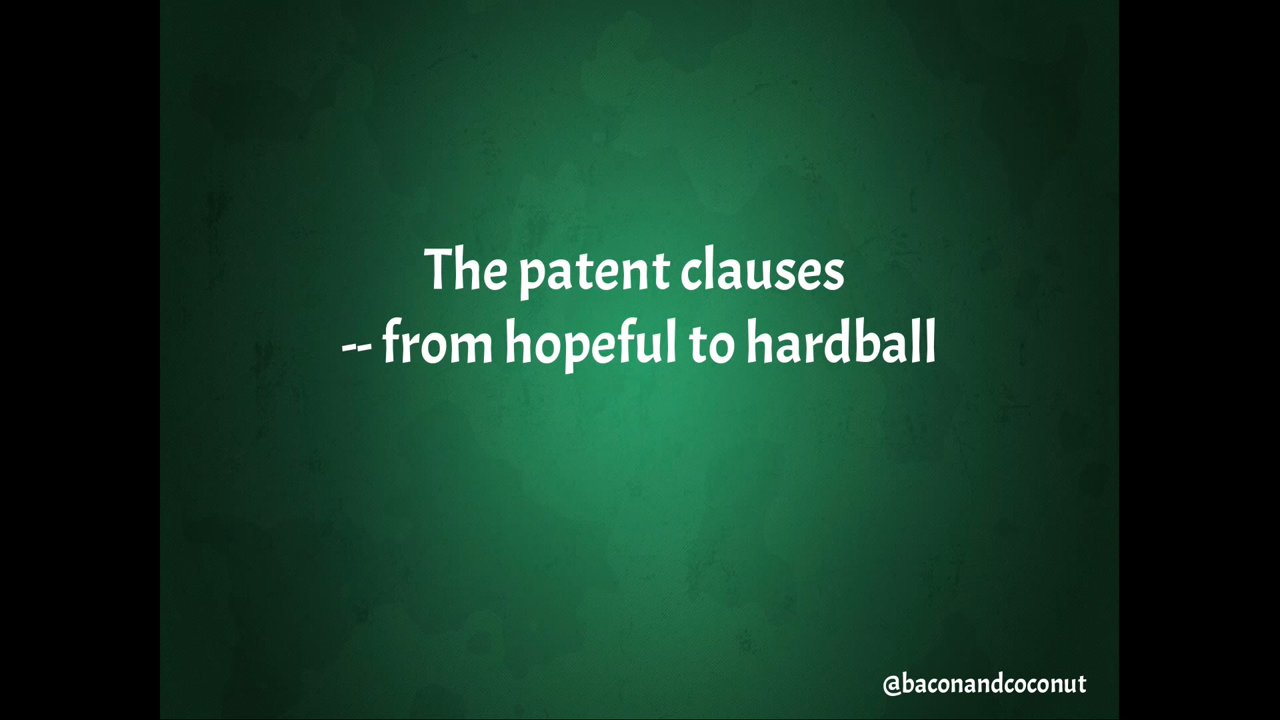 The patent clauses
-- from hopeful to hardball
@baconandcoconut